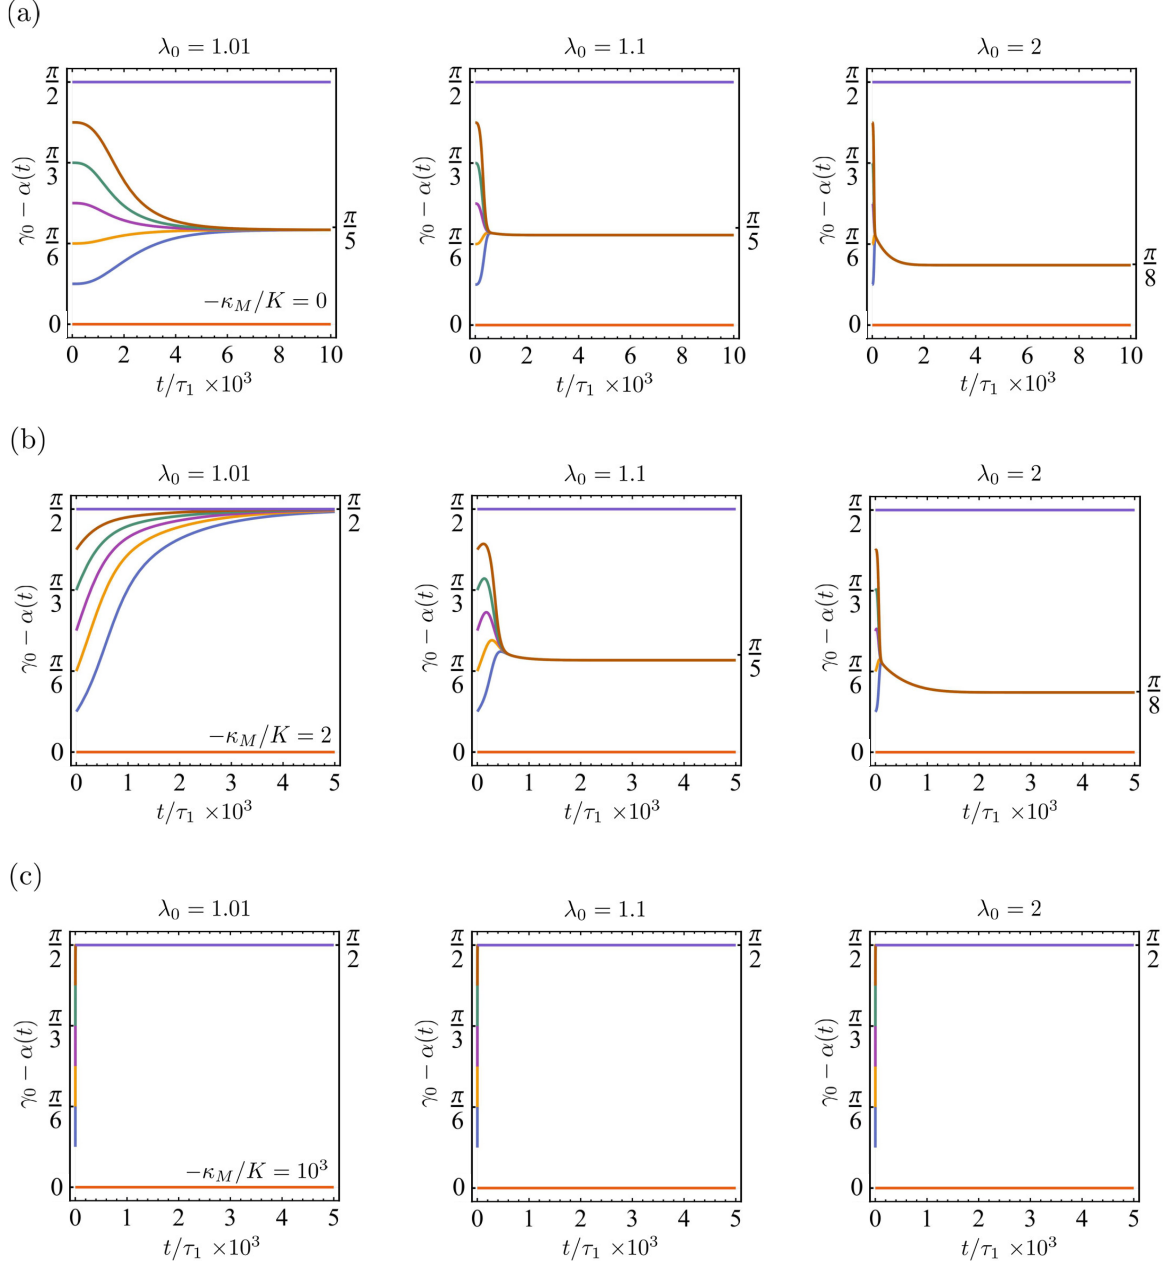 (a)
λ₀ = 1.01
λ₀ = 1.1
λ₀ = 2
γ₀ − α(t)
π/2
π/3
π/6
0
π/5
−κ_M/K = 0
0 2 4 6 8 10
t/τ₁ ×10³
γ₀ − α(t)
π/2
π/3
π/6
0
π/5
0 2 4 6 8 10
t/τ₁ ×10³
γ₀ − α(t)
π/2
π/3
π/6
0
π/8
0 2 4 6 8 10
t/τ₁ ×10³
(b)
λ₀ = 1.01
λ₀ = 1.1
λ₀ = 2
γ₀ − α(t)
π/2
π/3
π/6
0
π/2
−κ_M/K = 2
0 1 2 3 4 5
t/τ₁ ×10³
γ₀ − α(t)
π/2
π/3
π/6
0
π/5
0 1 2 3 4 5
t/τ₁ ×10³
γ₀ − α(t)
π/2
π/3
π/6
0
π/8
0 1 2 3 4 5
t/τ₁ ×10³
(c)
λ₀ = 1.01
λ₀ = 1.1
λ₀ = 2
γ₀ − α(t)
π/2
π/3
π/6
0
π/2
−κ_M/K = 10³
0 1 2 3 4 5
t/τ₁ ×10³
γ₀ − α(t)
π/2
π/3
π/6
0
π/2
0 1 2 3 4 5
t/τ₁ ×10³
γ₀ − α(t)
π/2
π/3
π/6
0
π/2
0 1 2 3 4 5
t/τ₁ ×10³